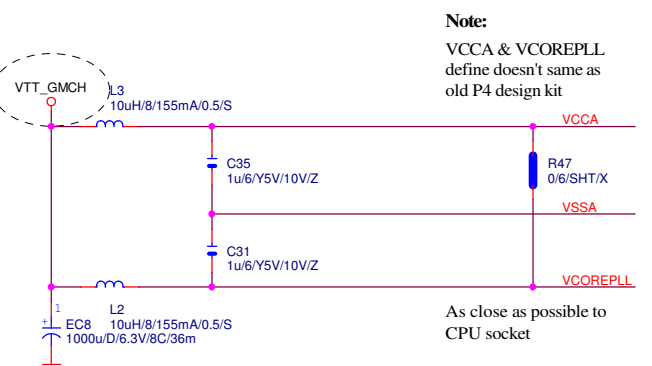 Note:
VCCA & VCOREPLL
define doesn't same as
old P4 design kit
VTT_GMCH
L3
10uH/8/155mA/0.5/S
VCCA
C35
1u/6/Y5V/10V/Z
R47
0/6/SHT/X
VSSA
C31
1u/6/Y5V/10V/Z
VCOREPLL
1
+
EC8
1000u/D/6.3V/8C/36m
L2
10uH/8/155mA/0.5/S
As close as possible to
CPU socket